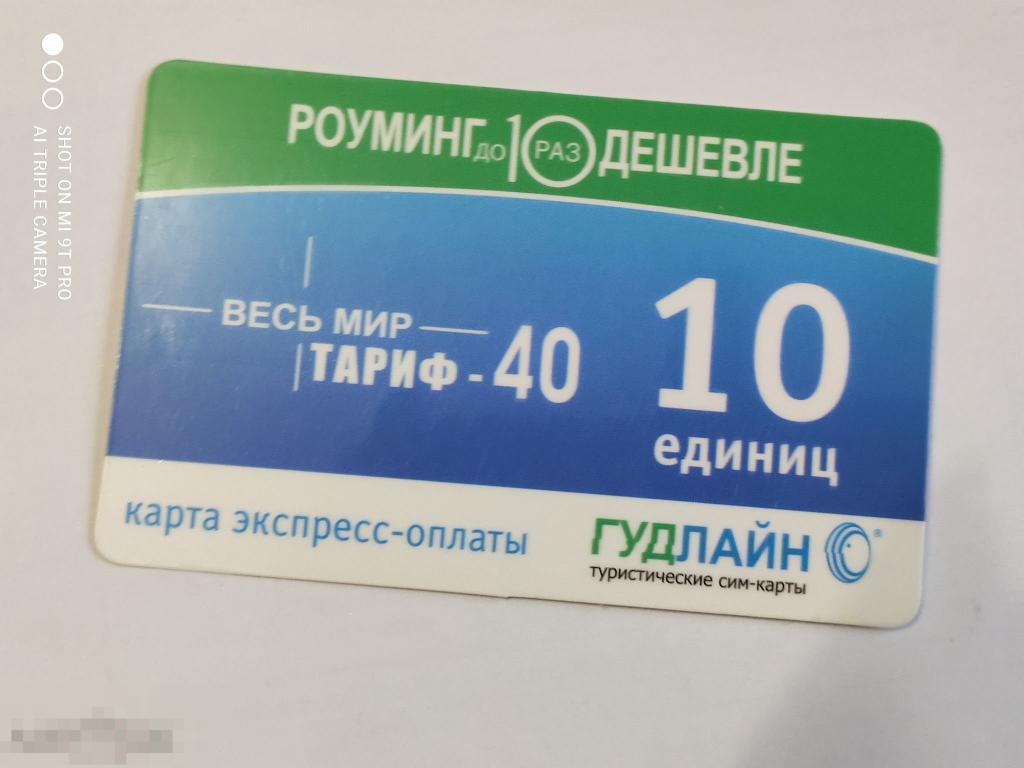 РОУМИНГ ДО 10 РАЗ ДЕШЕВЛЕ
ВЕСЬ МИР
ТАРИФ - 40
10
единиц
карта экспресс-оплаты
ГУДЛАЙН ®
туристические сим-карты
SHOT ON MI 9T PRO
AI TRIPLE CAMERA